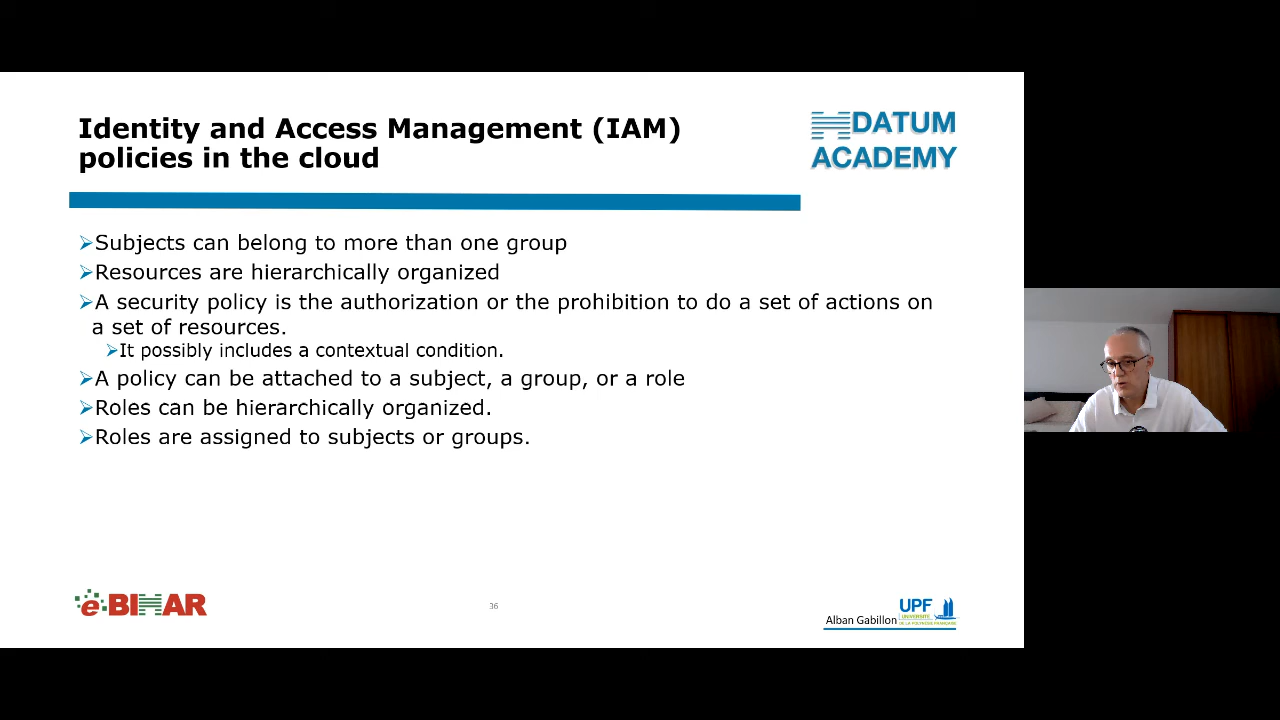 Identity and Access Management (IAM)
policies in the cloud
DATUM
ACADEMY
Subjects can belong to more than one group
Resources are hierarchically organized
A security policy is the authorization or the prohibition to do a set of actions on
a set of resources.
It possibly includes a contextual condition.
A policy can be attached to a subject, a group, or a role
Roles can be hierarchically organized.
Roles are assigned to subjects or groups.
e-BIHAR
36
Alban Gabillon
UPF
UNIVERSITÉ
DE LA POLYNÉSIE FRANÇAISE